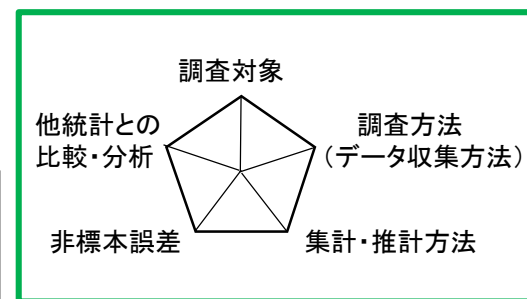 調査対象
他統計との
比較・分析
調査方法
(データ収集方法)
非標本誤差
集計・推計方法